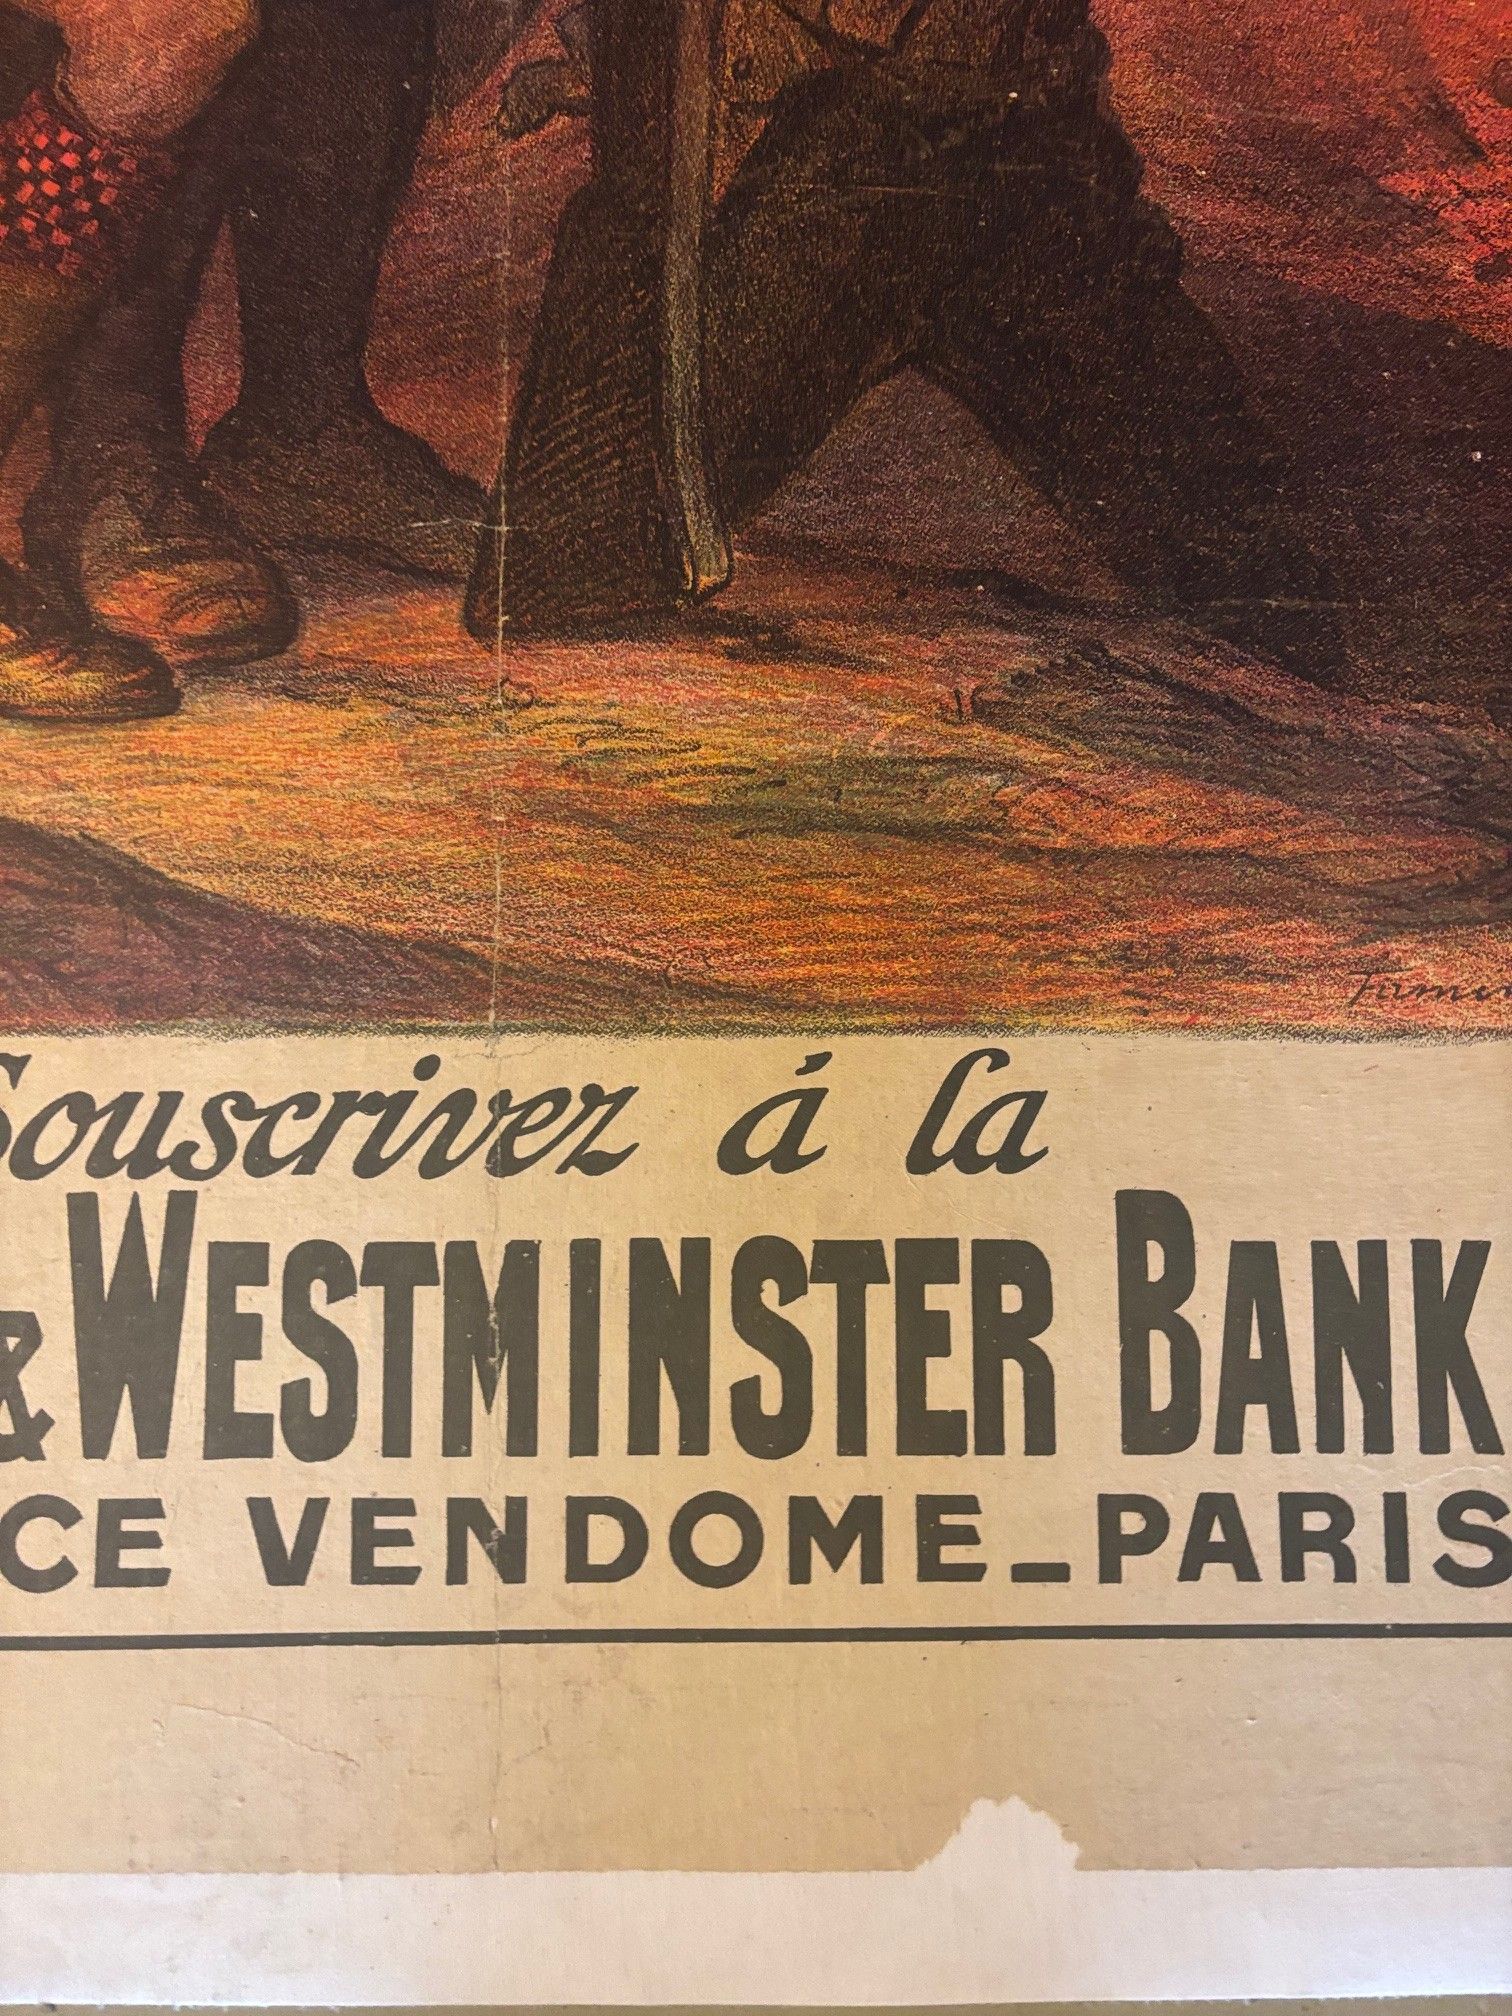 Souscrivez á la
& WESTMINSTER BANK
CE VENDOME_PARIS